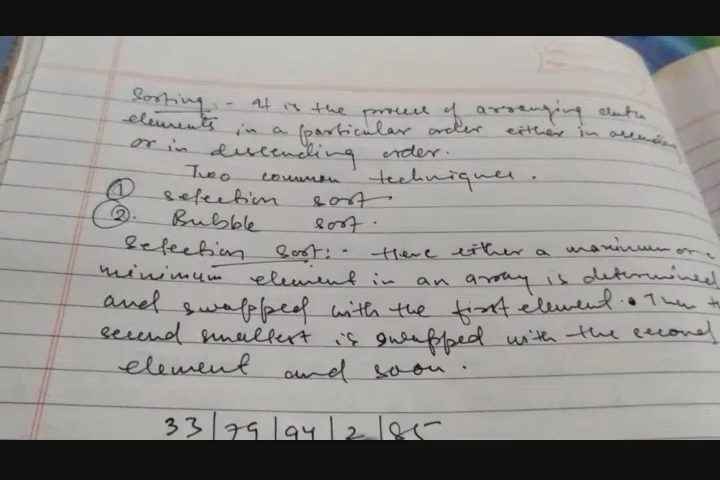 Sorting :- It is the process of arranging data
elements in a particular order either in ascending
or in descending order.
Two common techniques.
① Selection sort
②. Bubble sort.
Selection sort :- Here either a maximum or
minimum element in an array is determined
and swapped with the first element. Then
second smallest is swapped with the second
element and soon.
33|79|94|2|85